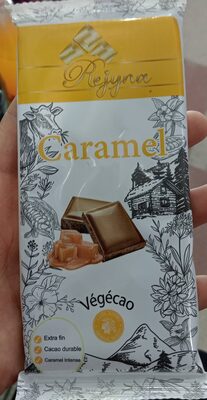 Rejyna
Caramel
Végécao
Extra fin
Cacao durable
Caramel Intense